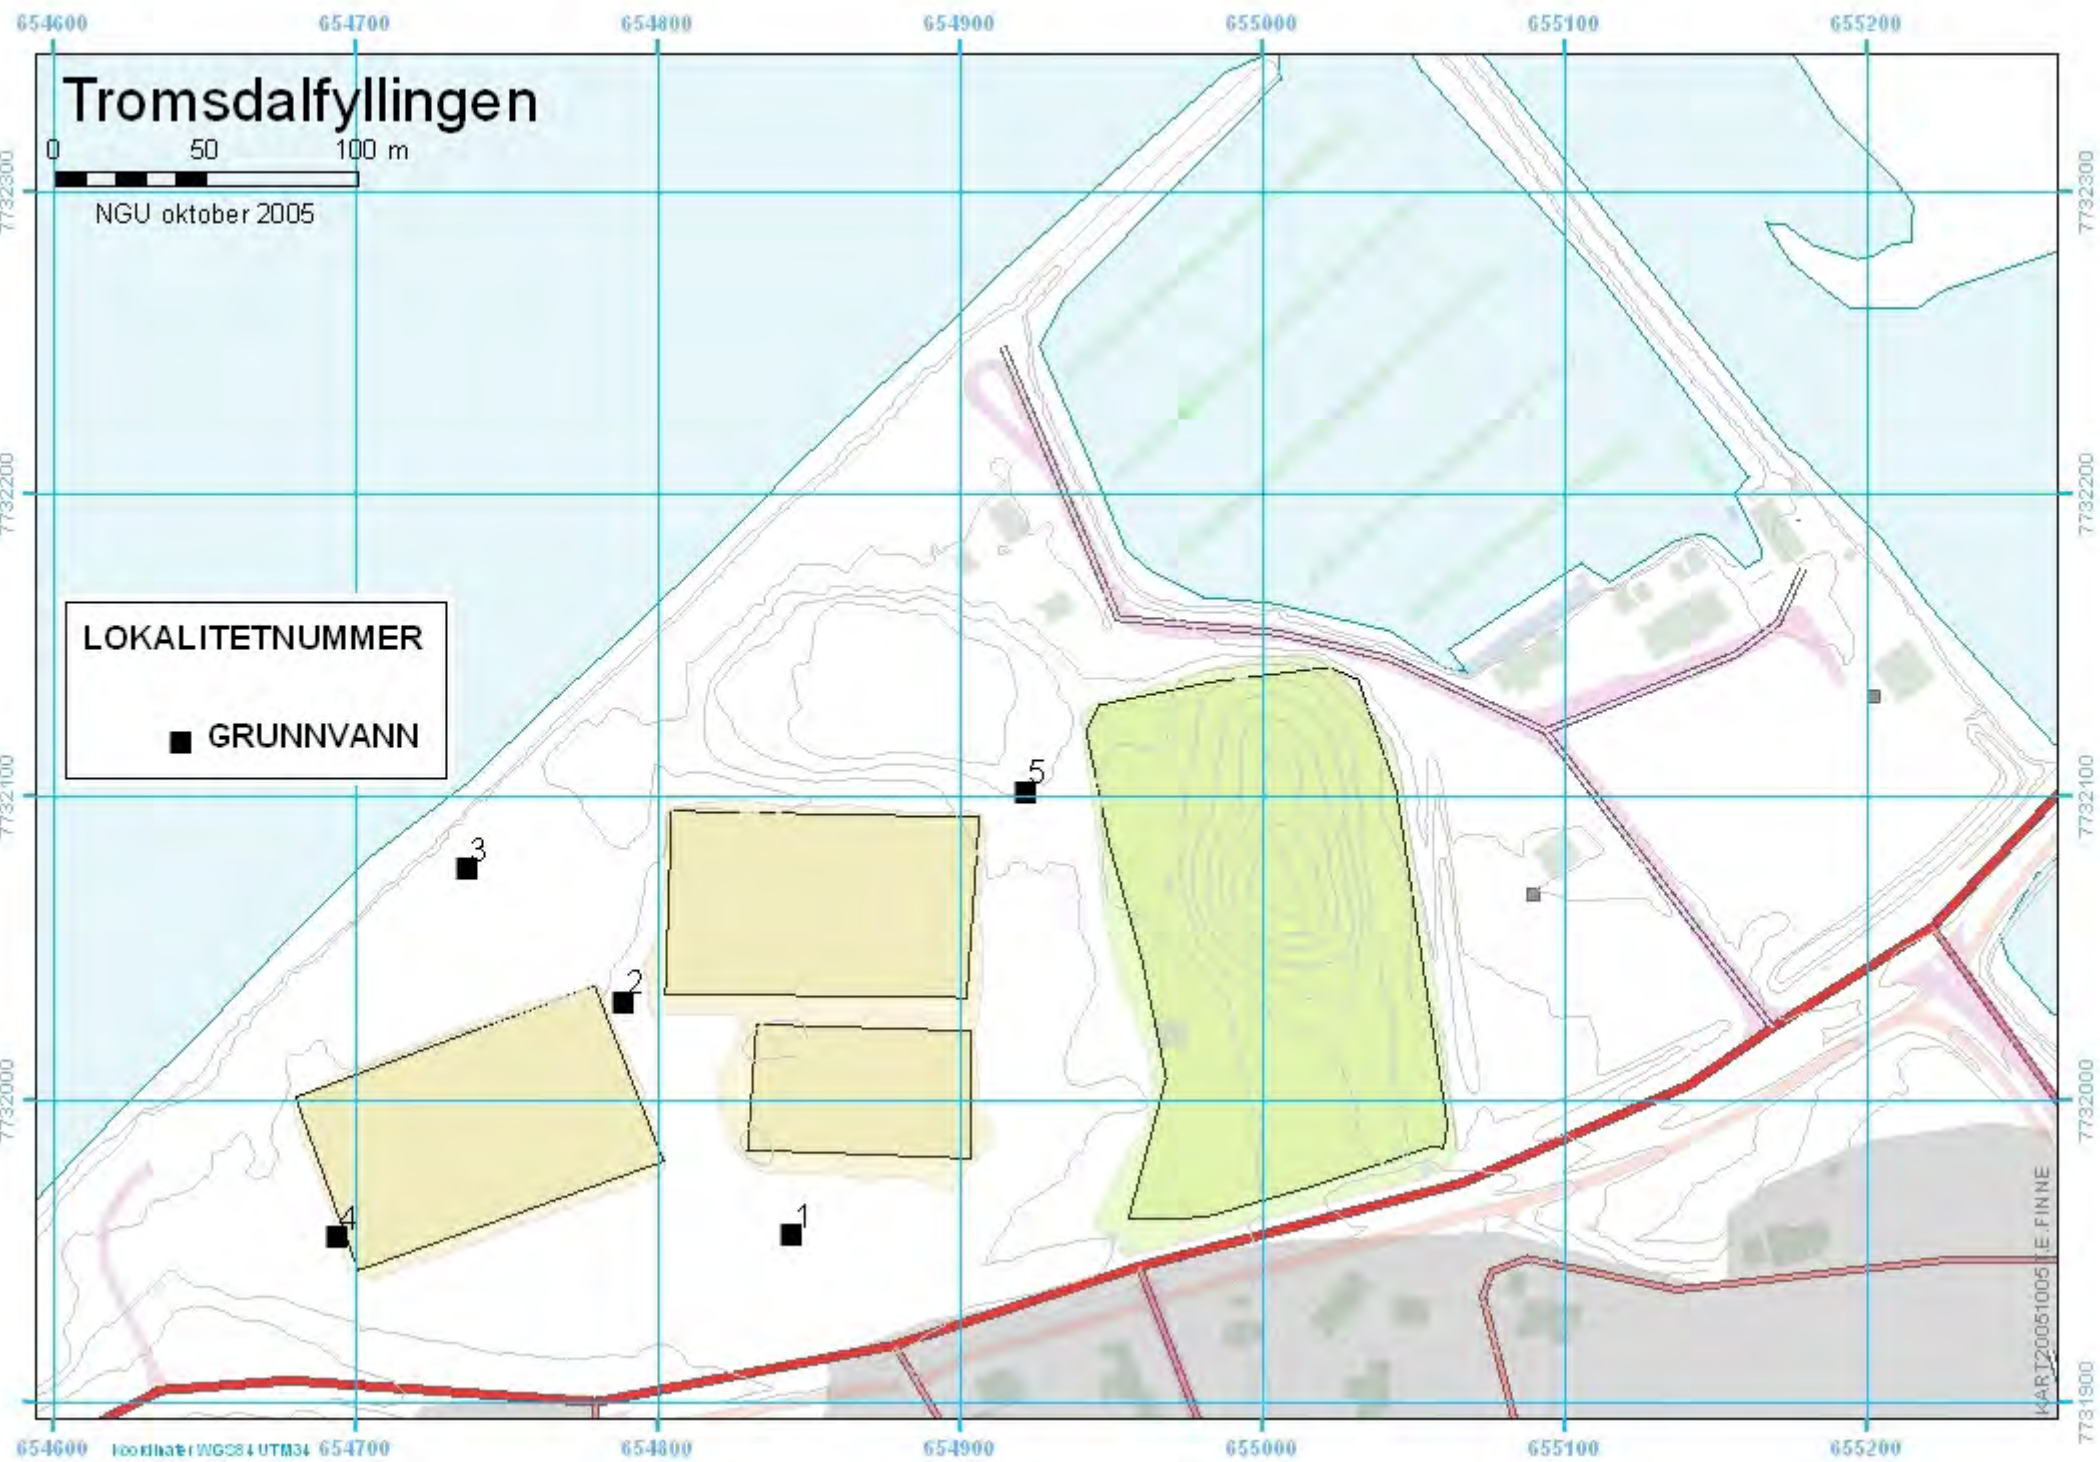 654600 654700 654800 654900 655000 655100 655200
Tromsdalfyllingen
0 50 100 m
NGU oktober 2005
7732300 7732300
7732200 7732200
LOKALITETNUMMER
GRUNNVANN
7732100 7732100
5
3
2
7732000 7732000
4
1
KART20051005 T.E.FINNE
7731900
654600 Koordinater WGS84 UTM34 654700 654800 654900 655000 655100 655200